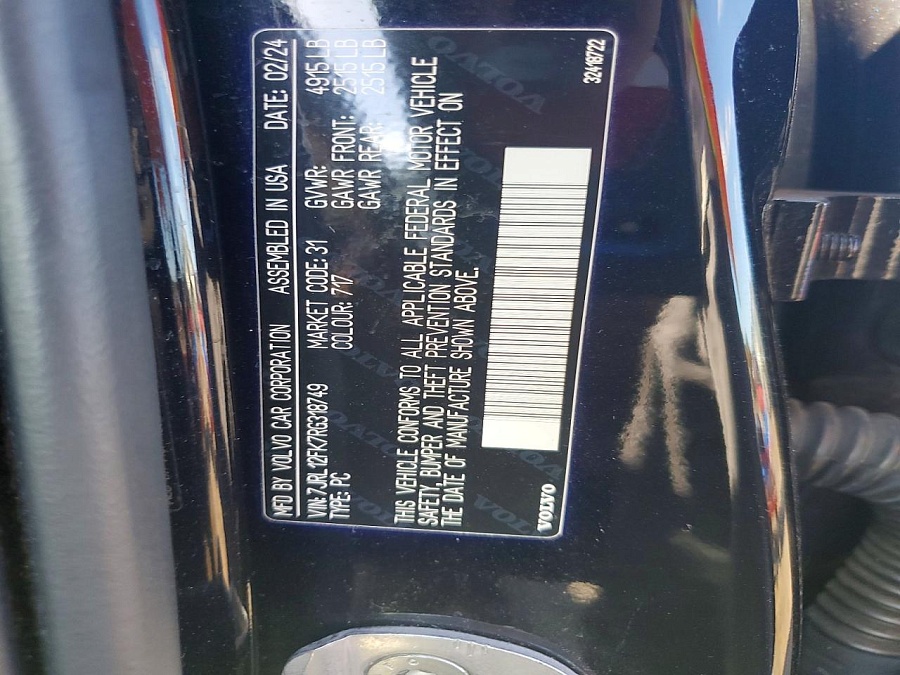 MFD BY VOLVO CAR CORPORATION ASSEMBLED IN USA DATE: 02/24
VIN: 7JRL12FK7RG318749 MARKET CODE: 31 GVWR: 4915 LB
TYPE: PC COLOUR: 717 GAWR FRONT: 2515 LB
GAWR REAR: 2515 LB
THIS VEHICLE CONFORMS TO ALL APPLICABLE FEDERAL MOTOR VEHICLE
SAFETY, BUMPER AND THEFT PREVENTION STANDARDS IN EFFECT ON
THE DATE OF MANUFACTURE SHOWN ABOVE.
VOLVO 32418722